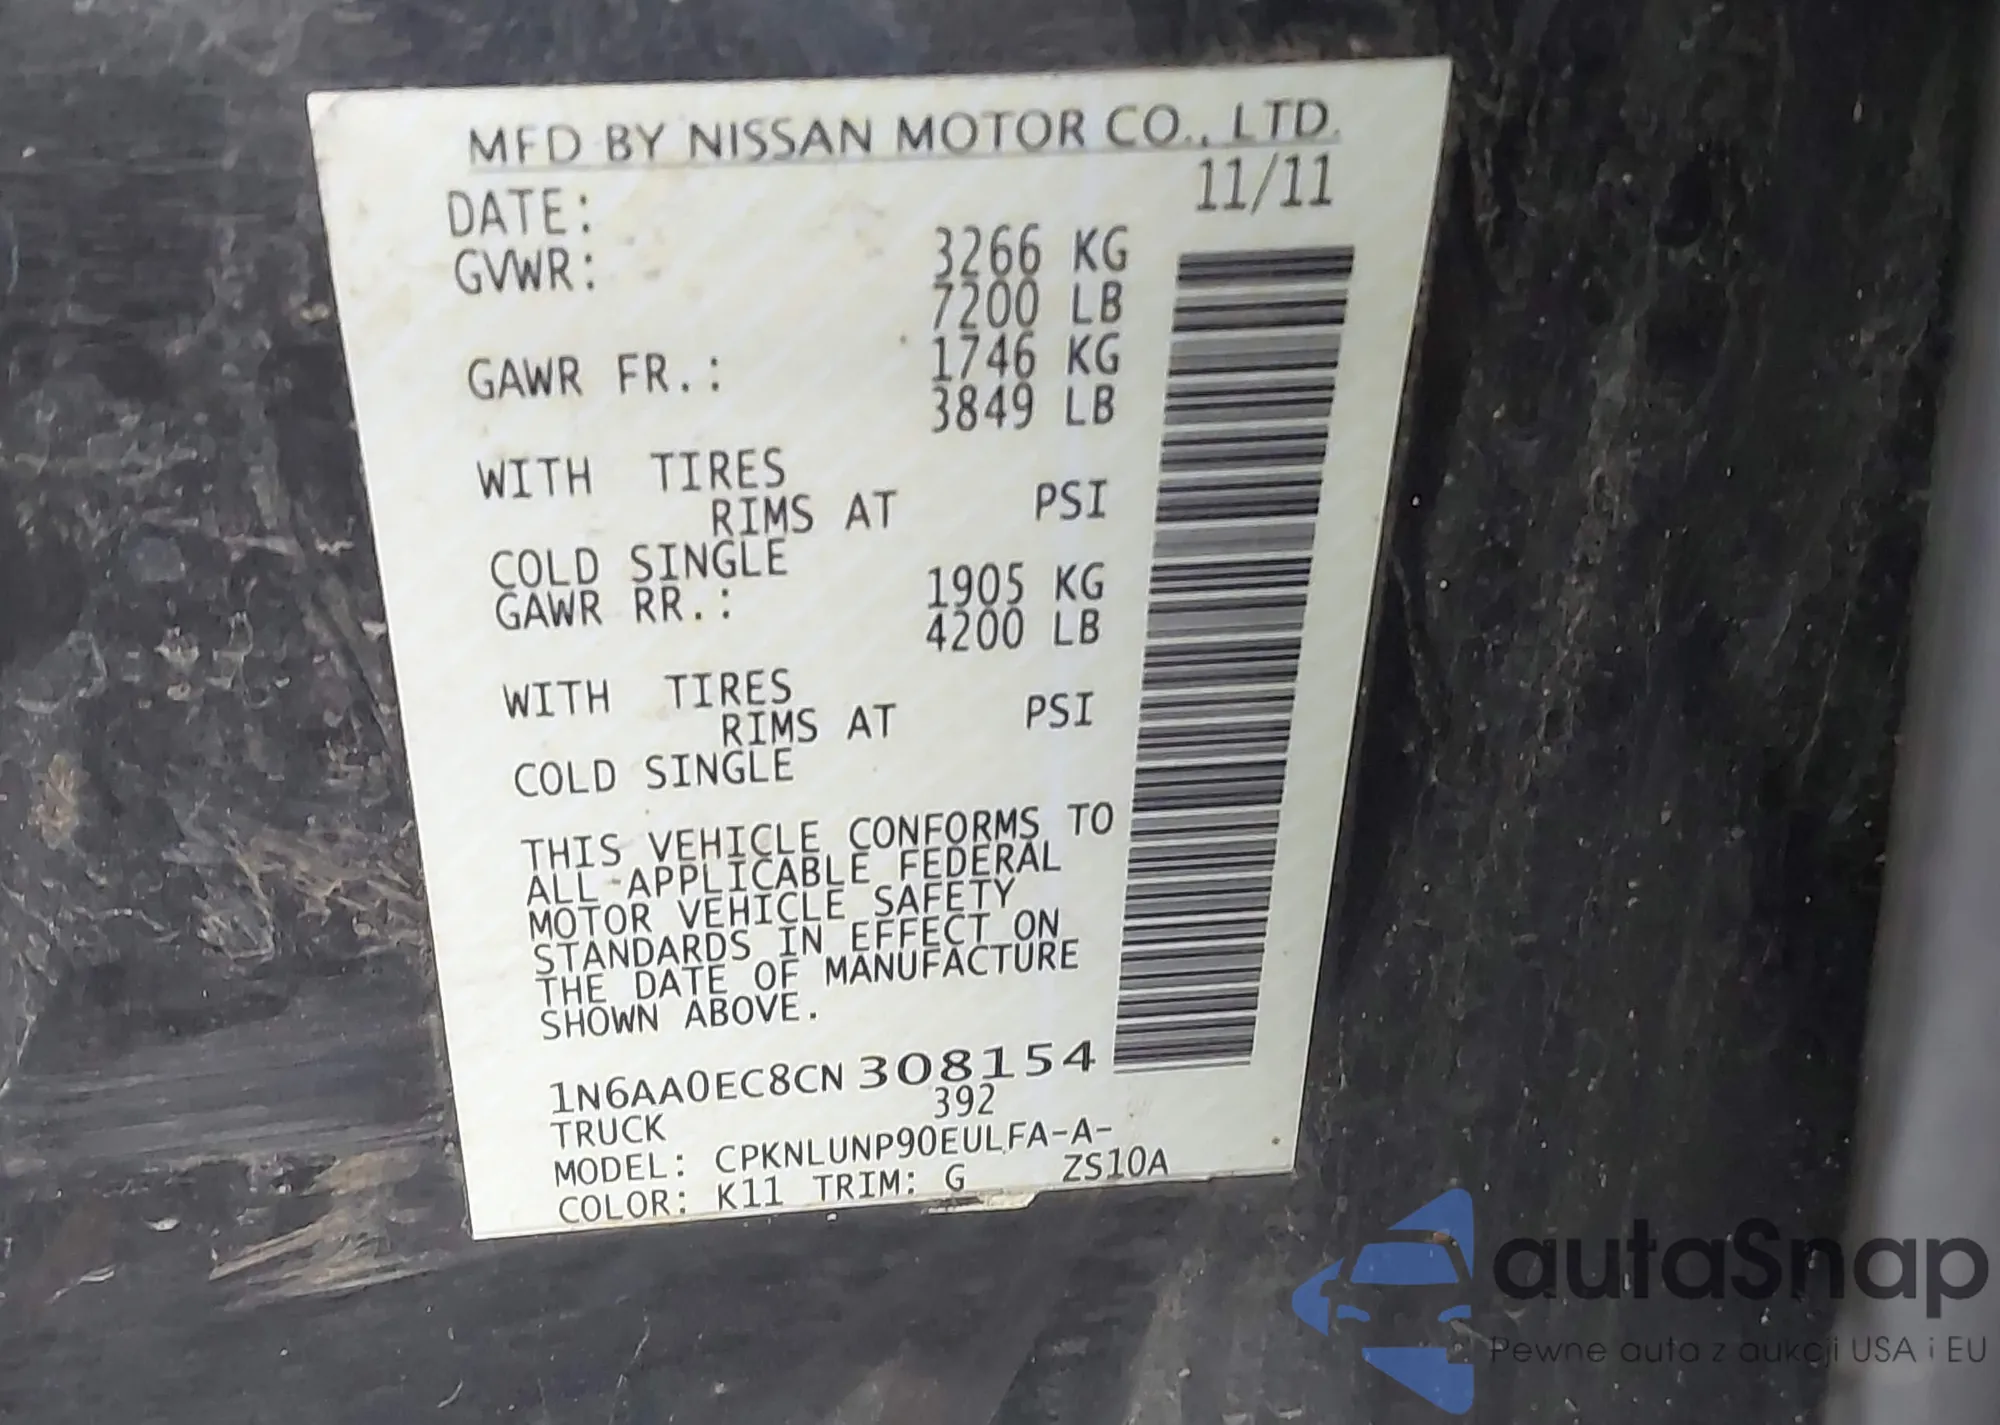 MFD BY NISSAN MOTOR CO., LTD.
DATE: 11/11
GVWR: 3266 KG
7200 LB
GAWR FR.: 1746 KG
3849 LB
WITH TIRES
RIMS AT PSI
COLD SINGLE
GAWR RR.: 1905 KG
4200 LB
WITH TIRES
RIMS AT PSI
COLD SINGLE
THIS VEHICLE CONFORMS TO
ALL APPLICABLE FEDERAL
MOTOR VEHICLE SAFETY
STANDARDS IN EFFECT ON
THE DATE OF MANUFACTURE
SHOWN ABOVE.
1N6AA0EC8CN308154
TRUCK 392
MODEL: CPKNLUNP90EULFA-A-
COLOR: K11 TRIM: G ZS10A
autaSnap
Pewne auta z aukcji USA i EU